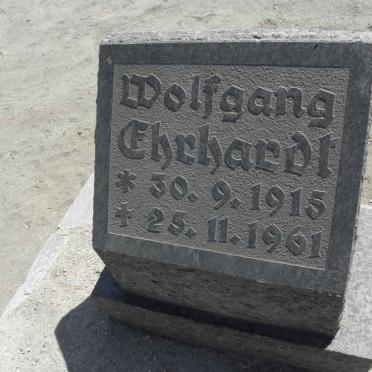 Wolfgang
Ehrhardt
* 30. 9. 1915
† 25. 11. 1961